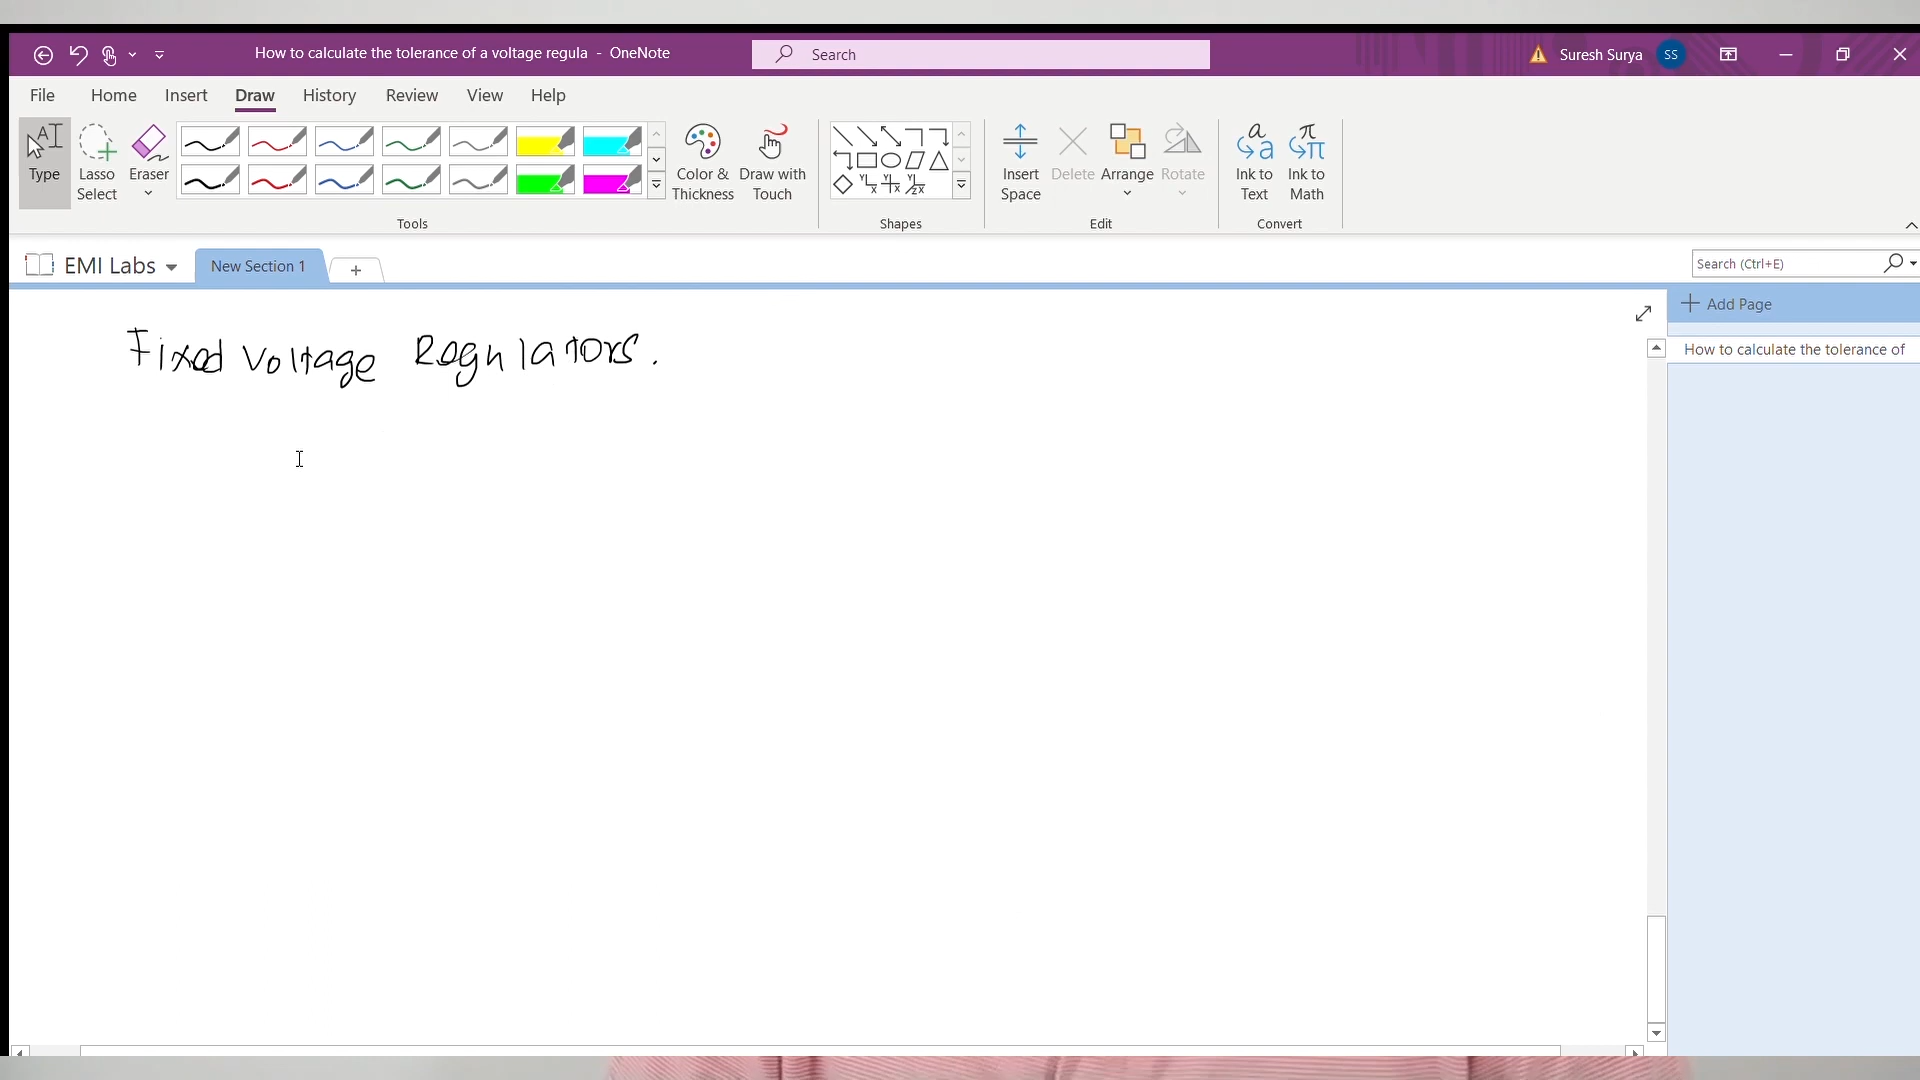 How to calculate the tolerance of a voltage regula - OneNote
Search
Suresh Surya
SS
File Home Insert Draw History Review View Help
Type
Lasso Select
Eraser
Color & Thickness
Draw with Touch
Insert Space
Delete
Arrange
Rotate
Ink to Text
Ink to Math
Tools
Shapes
Edit
Convert
EMI Labs
New Section 1
Search (Ctrl+E)
Add Page
How to calculate the tolerance of
Fixed Voltage Regulators.